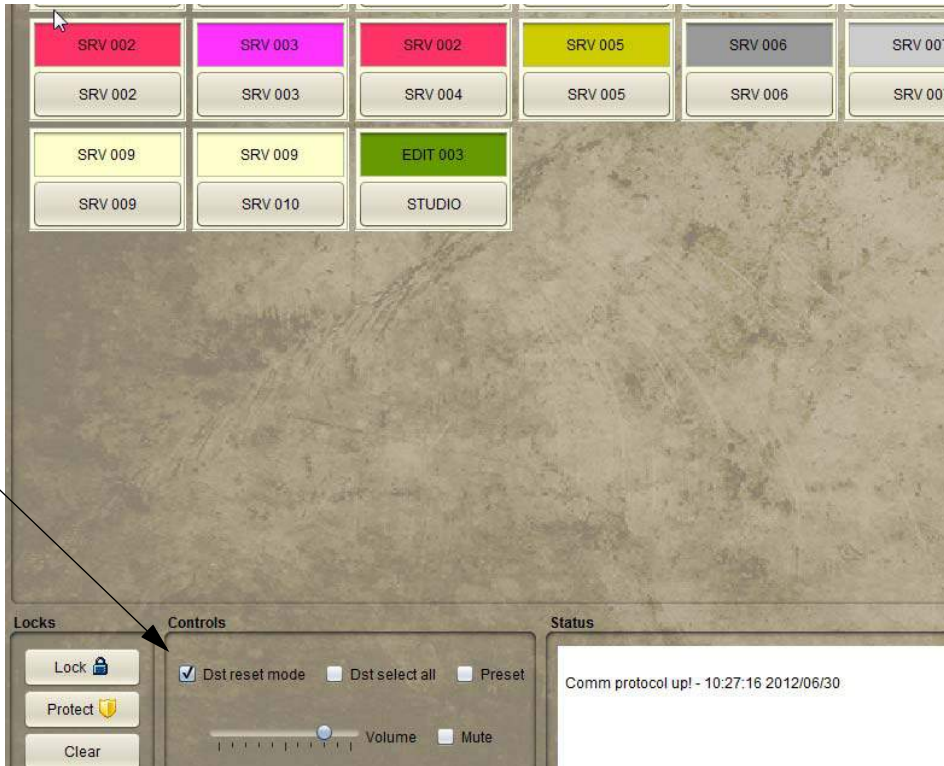 SRV 002 SRV 003 SRV 002 SRV 005 SRV 006
SRV 002 SRV 003 SRV 004 SRV 005 SRV 006
SRV 009 SRV 009 EDIT 003
SRV 009 SRV 010 STUDIO
Locks Controls Status
Lock Dst reset mode Dst select all Preset
Comm protocol up! - 10:27:16 2012/06/30
Protect
Volume Mute
Clear